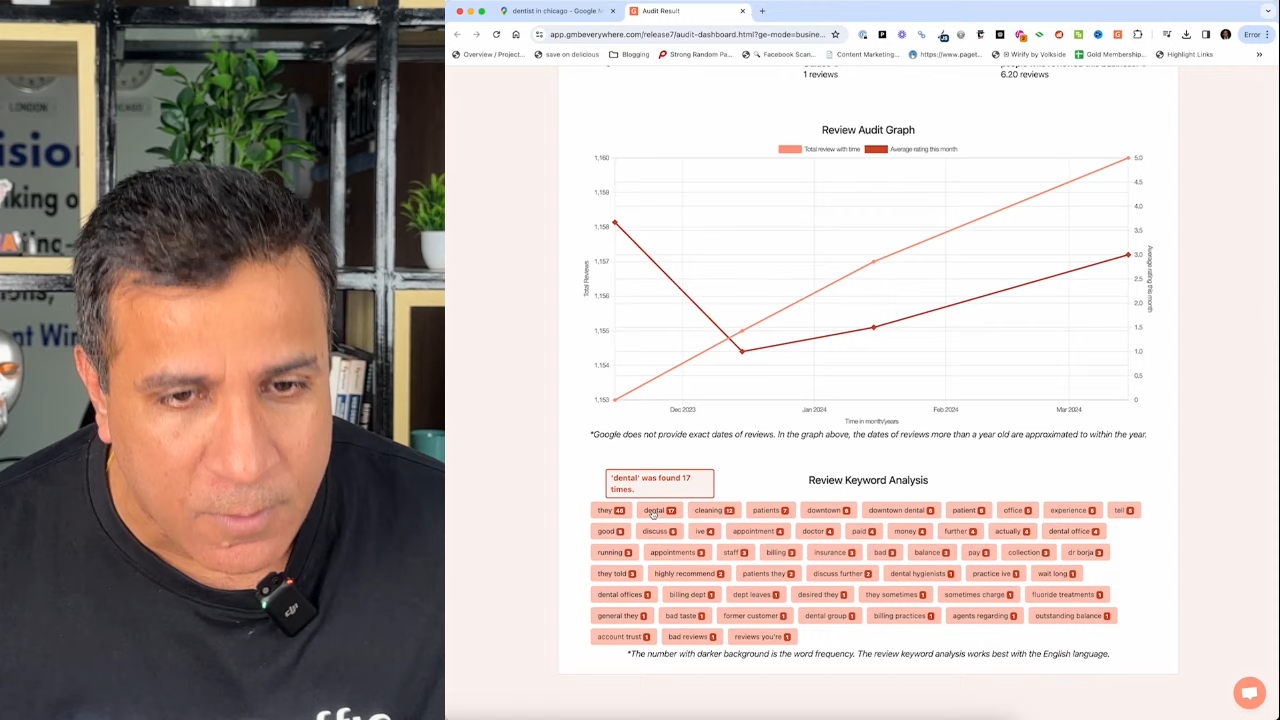 dentist in chicago - Google M
Audit Result
app.gmbeverywhere.com/release7/audit-dashboard.html?ge-mode=busine...
Error
Overview / Project...
save on delicious
Blogging
Strong Random Pa...
Facebook Scan...
Content Marketing...
https://www.paget...
Wirify by Volkside
Gold Membership...
Highlight Links
1 reviews
6.20 reviews
Review Audit Graph
Total review with time
Average rating this month
1,160
1,159
1,158
1,157
1,156
1,155
1,154
1,153
Total Reviews
5.0
4.5
4.0
3.5
3.0
2.5
2.0
1.5
1.0
0.5
0
Average rating this month
Dec 2023
Jan 2024
Feb 2024
Mar 2024
Time in month/years
*Google does not provide exact dates of reviews. In the graph above, the dates of reviews more than a year old are approximated to within the year.
'dental' was found 17
times.
Review Keyword Analysis
they 46 dental 17 cleaning 12 patients 7 downtown 6 downtown dental 6 patient 6 office 6 experience 5 tell 5
good 5 discuss 5 ive 4 appointment 4 doctor 4 paid 4 money 4 further 4 actually 4 dental office 4
running 3 appointments 3 staff 3 billing 3 insurance 3 bad 3 balance 3 pay 3 collection 3 dr borja 3
they told 3 highly recommend 2 patients they 2 discuss further 2 dental hygienists 1 practice ive 1 wait long 1
dental offices 1 billing dept 1 dept leaves 1 desired they 1 they sometimes 1 sometimes charge 1 fluoride treatments 1
general they 1 bad taste 1 former customer 1 dental group 1 billing practices 1 agents regarding 1 outstanding balance 1
account trust 1 bad reviews 1 reviews you're 1
*The number with darker background is the word frequency. The review keyword analysis works best with the English language.
LONDON
king o
dji